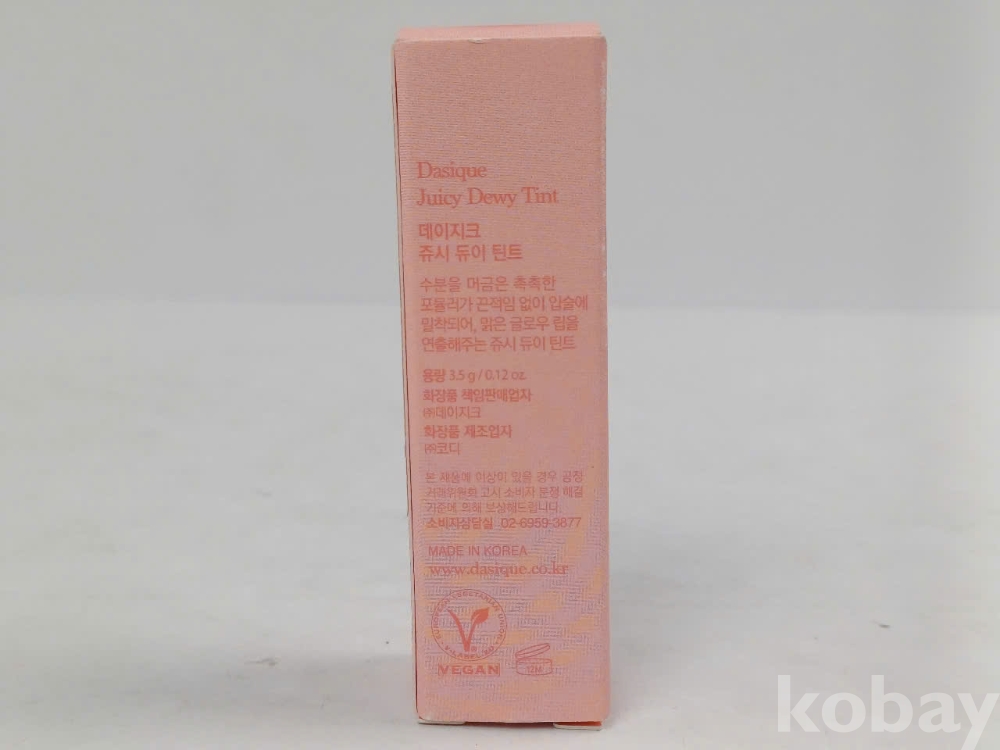 Dasique
Juicy Dewy Tint
데이지크
쥬시 듀이 틴트
수분을 머금은 촉촉한
포뮬러가 끈적임 없이 입술에
밀착되어, 맑은 글로우 립을
연출해주는 쥬시 듀이 틴트
용량 3.5 g / 0.12 oz.
화장품 책임판매업자
㈜데이지크
화장품 제조업자
㈜코디
본 제품에 이상이 있을 경우 공정
거래위원회 고시 소비자 분쟁 해결
기준에 의해 보상해드립니다.
소비자상담실 02-6959-3877
MADE IN KOREA
www.dasique.co.kr
EUROPEAN VEGETARIAN UNION
V-LABEL.EU
VEGAN
12M
kobay